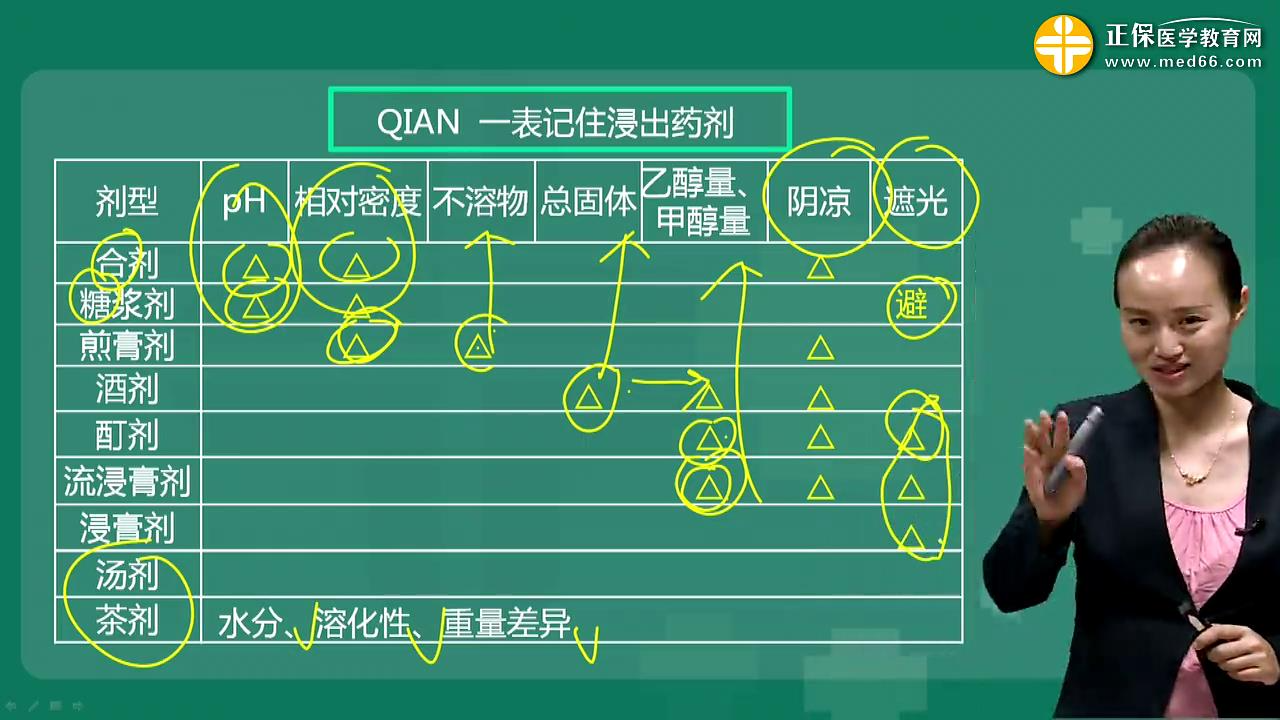 正保医学教育网
www.med66.com
QIAN 一表记住浸出药剂
剂型 pH 相对密度 不溶物 总固体 乙醇量、甲醇量 阴凉 遮光
合剂 △ △ △
糖浆剂 △ △ 避
煎膏剂 △ △ △
酒剂 △ △ △
酊剂 △ △ △
流浸膏剂 △ △ △
浸膏剂 △
汤剂
茶剂 水分、溶化性、重量差异